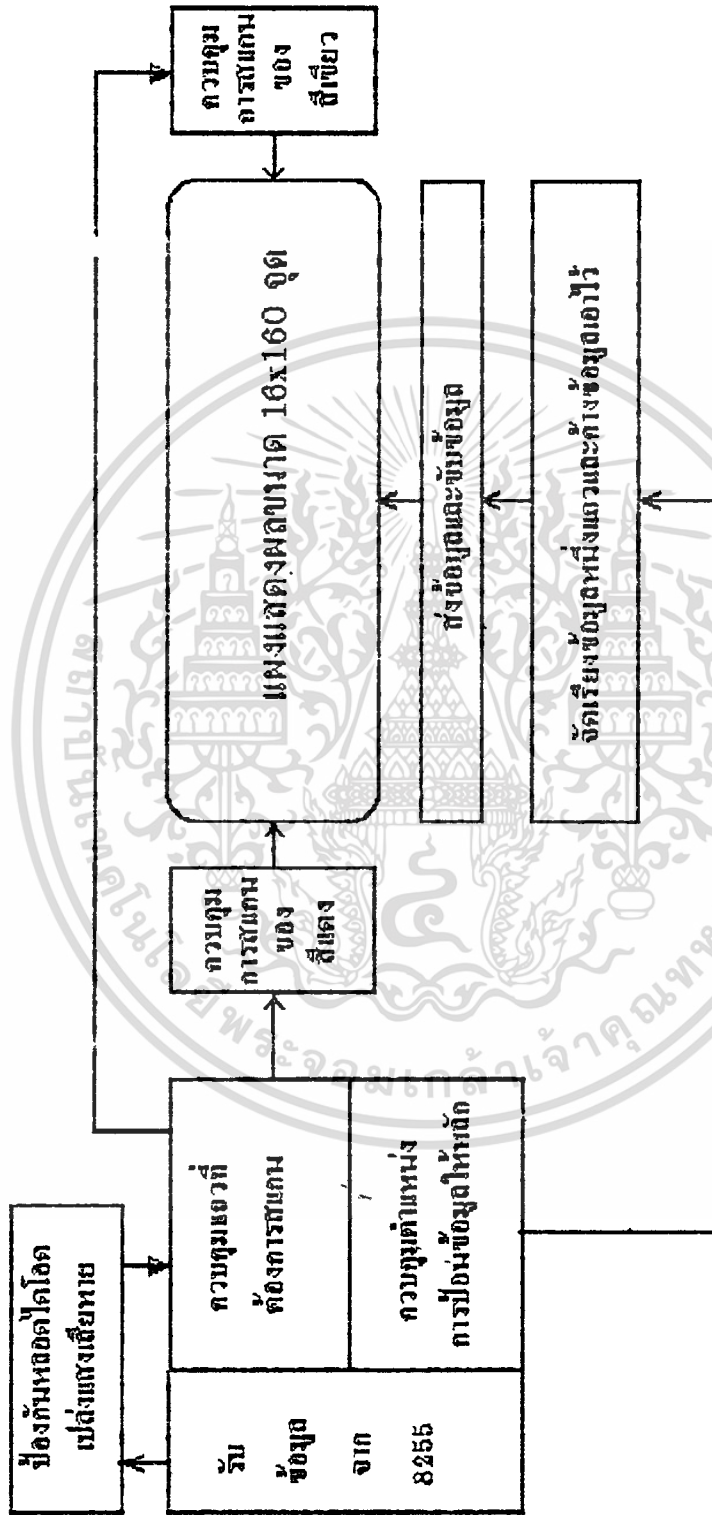 ป้องกันหลอดไดโอด
เปล่งแสงเสียหาย
รับ
ข้อมูล
จาก
8255
ควบคุมแถวที่
ต้องการสแกน
ควบคุมตำแหน่ง
การป้อนข้อมูลให้หลัก
ควบคุม
การสแกน
ของ
สีแดง
แผงแสดงผลขนาด 16x160 จุด
ส่งข้อมูลและขับข้อมูล
จัดเรียงข้อมูลหนึ่งแถวและค้างข้อมูลเอาไว้
ควบคุม
การสแกน
ของ
สีเขียว